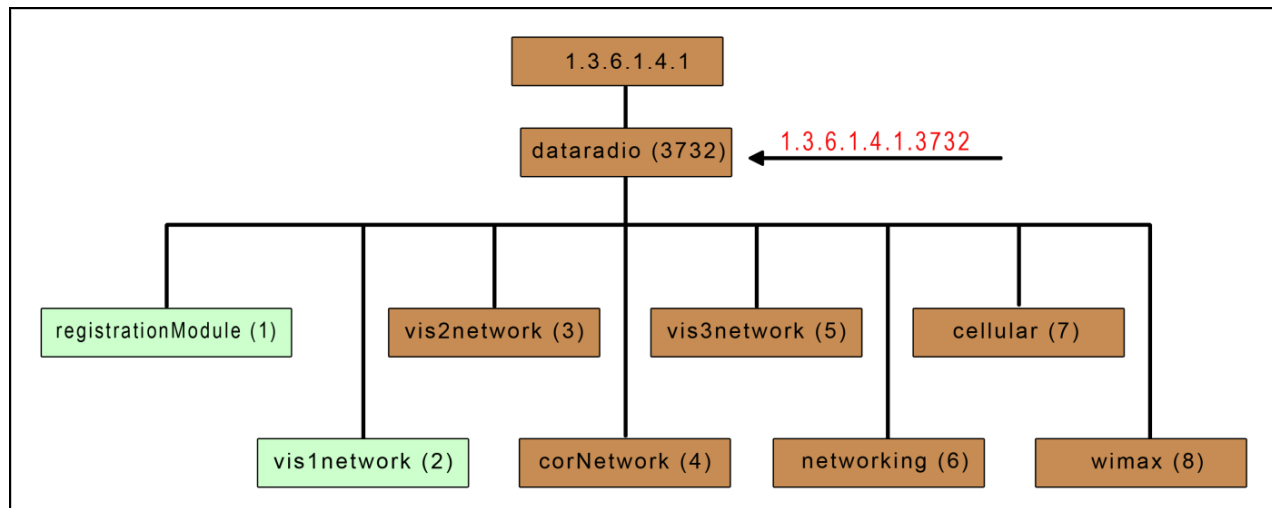 1.3.6.1.4.1
dataradio (3732)
1.3.6.1.4.1.3732
registrationModule (1)
vis2network (3)
vis3network (5)
cellular (7)
vis1network (2)
corNetwork (4)
networking (6)
wimax (8)